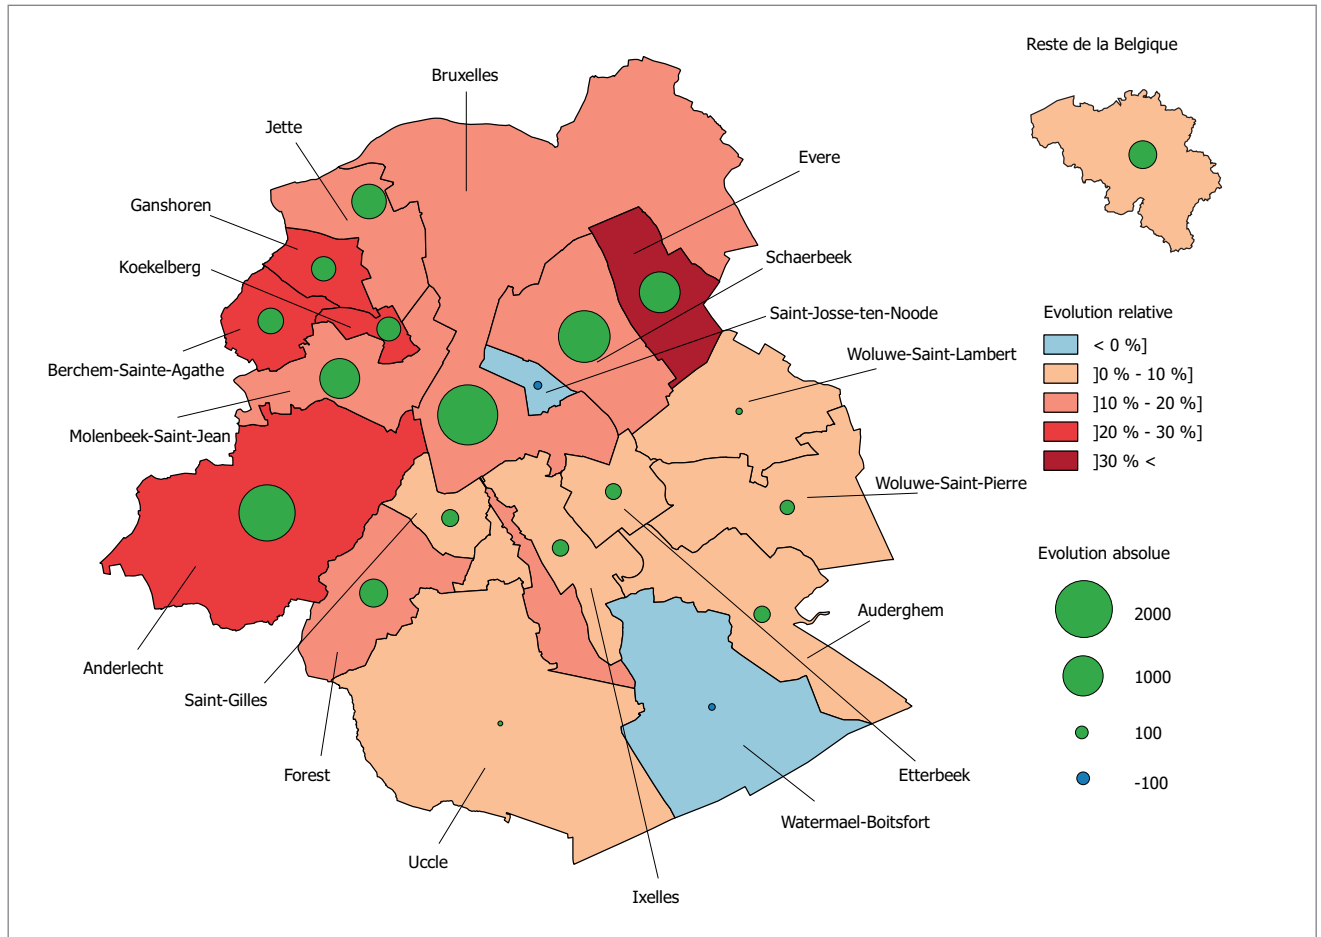 Reste de la Belgique
Bruxelles
Jette
Evere
Ganshoren
Schaerbeek
Koekelberg
Saint-Josse-ten-Noode
Evolution relative
< 0 %]
Woluwe-Saint-Lambert
Berchem-Sainte-Agathe
]0 % - 10 %]
]10 % - 20 %]
Molenbeek-Saint-Jean
]20 % - 30 %]
]30 % <
Woluwe-Saint-Pierre
Evolution absolue
Auderghem
2000
Anderlecht
1000
Saint-Gilles
100
Forest
Etterbeek
-100
Watermael-Boitsfort
Uccle
Ixelles